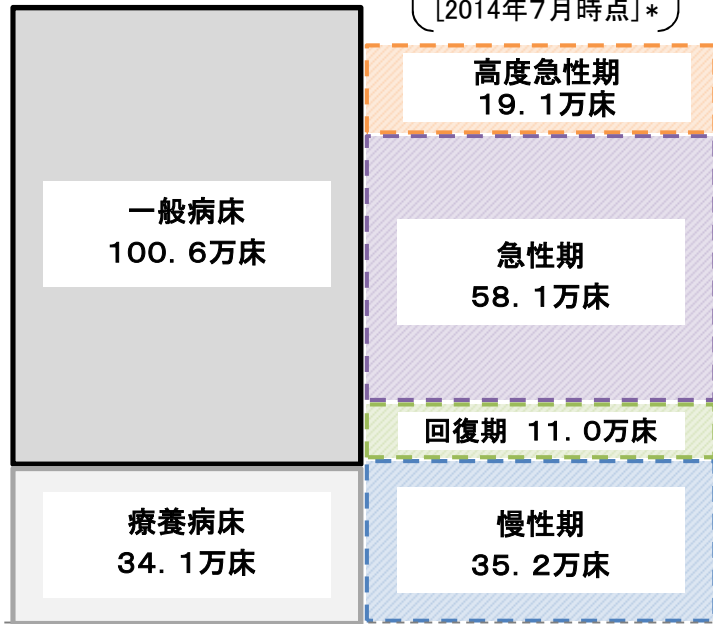 [2014年7月時点]*
高度急性期
19.1万床
一般病床
100.6万床
急性期
58.1万床
回復期 11.0万床
療養病床
34.1万床
慢性期
35.2万床